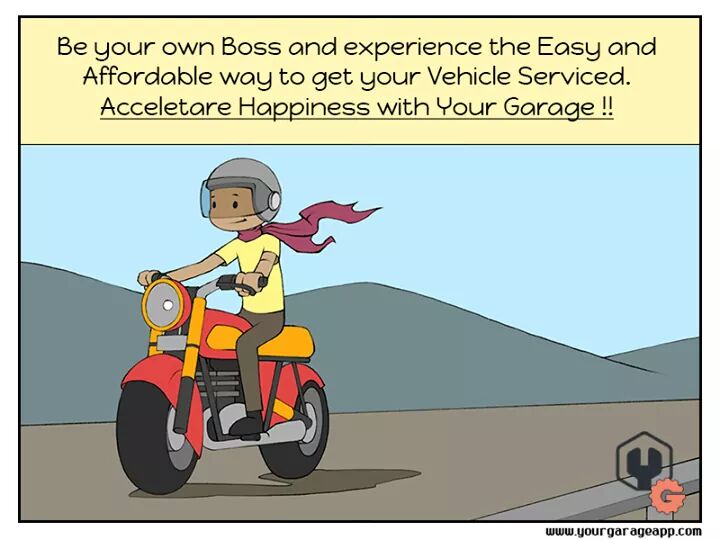 Be your own Boss and experience the Easy and
Affordable way to get your Vehicle Serviced.
Acceletare Happiness with Your Garage !!
G
www.yourgarageapp.com